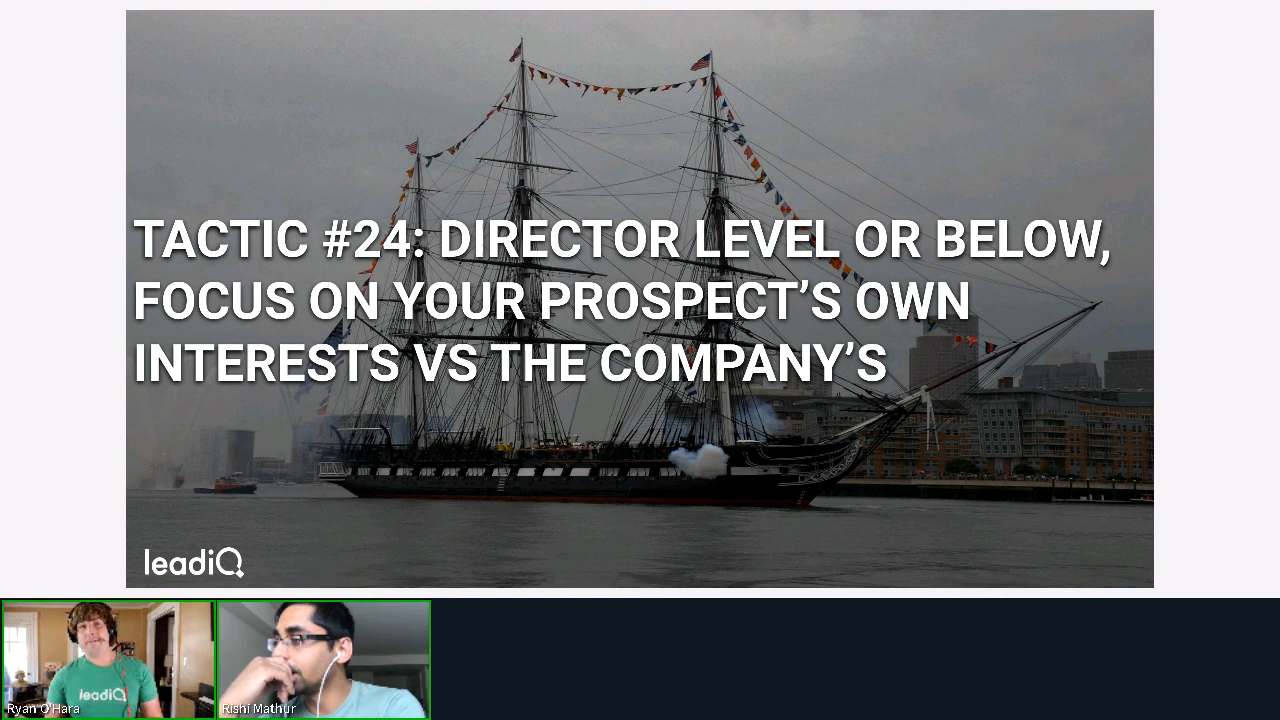 TACTIC #24: DIRECTOR LEVEL OR BELOW,
FOCUS ON YOUR PROSPECT’S OWN
INTERESTS VS THE COMPANY’S
leadiQ
leadiQ
Ryan O'Hara
Rishi Mathur